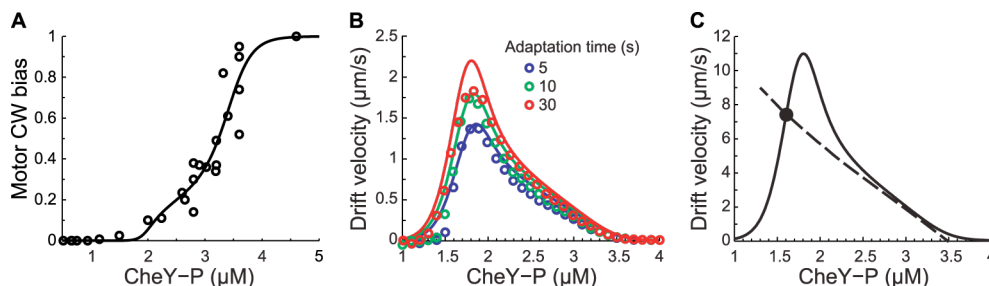 A
Motor CW bias
1
0.8
0.6
0.4
0.2
0
1 2 3 4 5
CheY−P (μM)
B
Drift velocity (μm/s)
2.5
2
1.5
1
0.5
0
1 1.5 2 2.5 3 3.5 4
CheY−P (μM)
Adaptation time (s)
5
10
30
C
Drift velocity (μm/s)
12
10
8
6
4
2
0
1 1.5 2 2.5 3 3.5 4
CheY−P (μM)